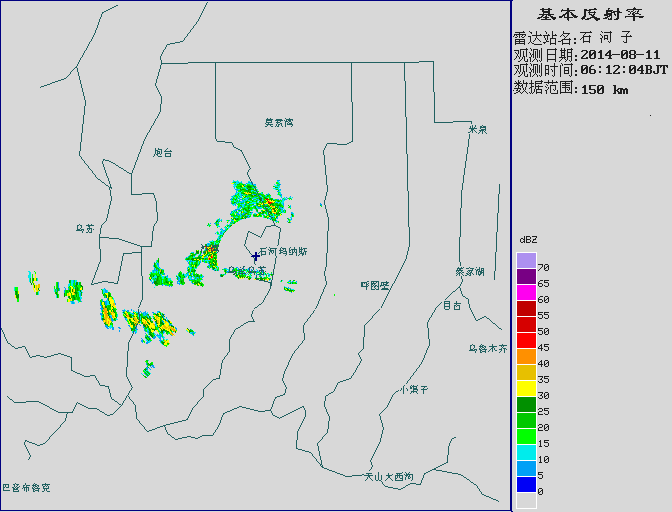 基本反射率
雷达站名:石 河 子
观测日期:2014-08-11
观测时间:06:12:04BJT
数据范围:150 km
莫索湾
炮台
米泉
乌苏
石河玛纳斯
蔡家湖
呼图壁
目台
乌鲁木齐
小渠子
天山大西沟
巴音布鲁克
dBZ
70
65
60
55
50
45
40
35
30
25
20
15
10
5
0